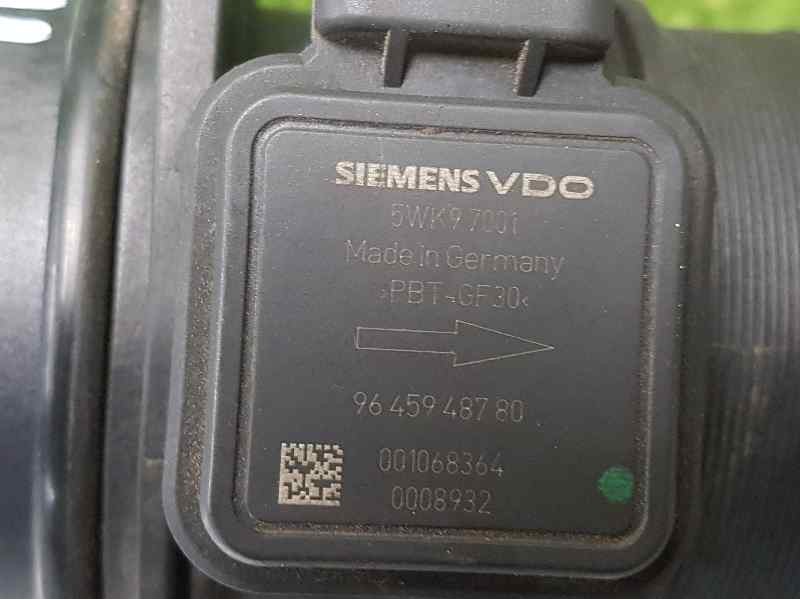 SIEMENS VDO
5WK9 7001
Made in Germany
>PBT-GF30<
96 459 487 80
001068364
0008932